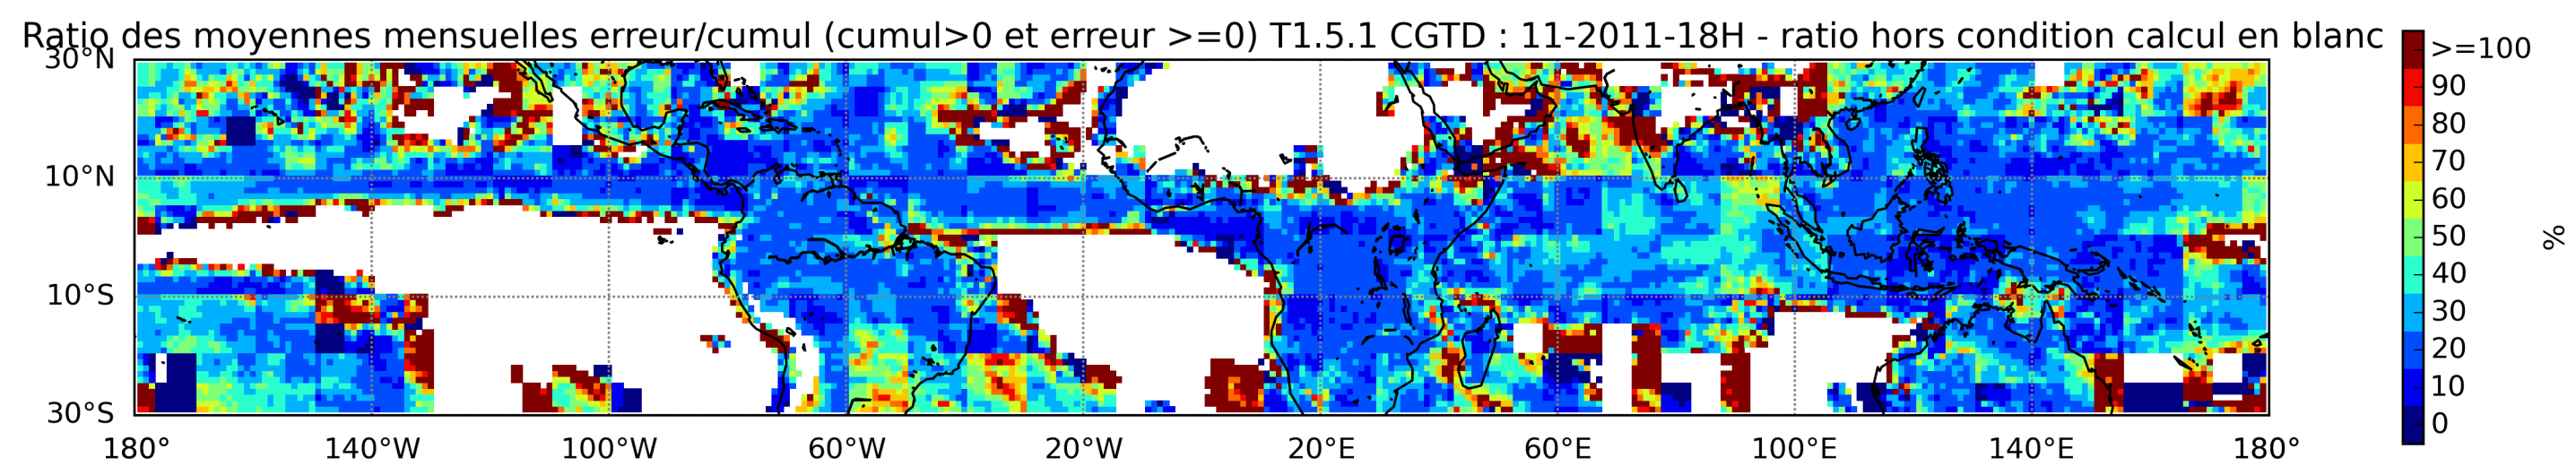 Ratio des moyennes mensuelles erreur/cumul (cumul>0 et erreur >=0) T1.5.1 CGTD : 11-2011-18H - ratio hors condition calcul en blanc
30°N
10°N
10°S
30°S
180°
140°W
100°W
60°W
20°W
20°E
60°E
100°E
140°E
180°
>=100
90
80
70
60
50
40
30
20
10
0
%